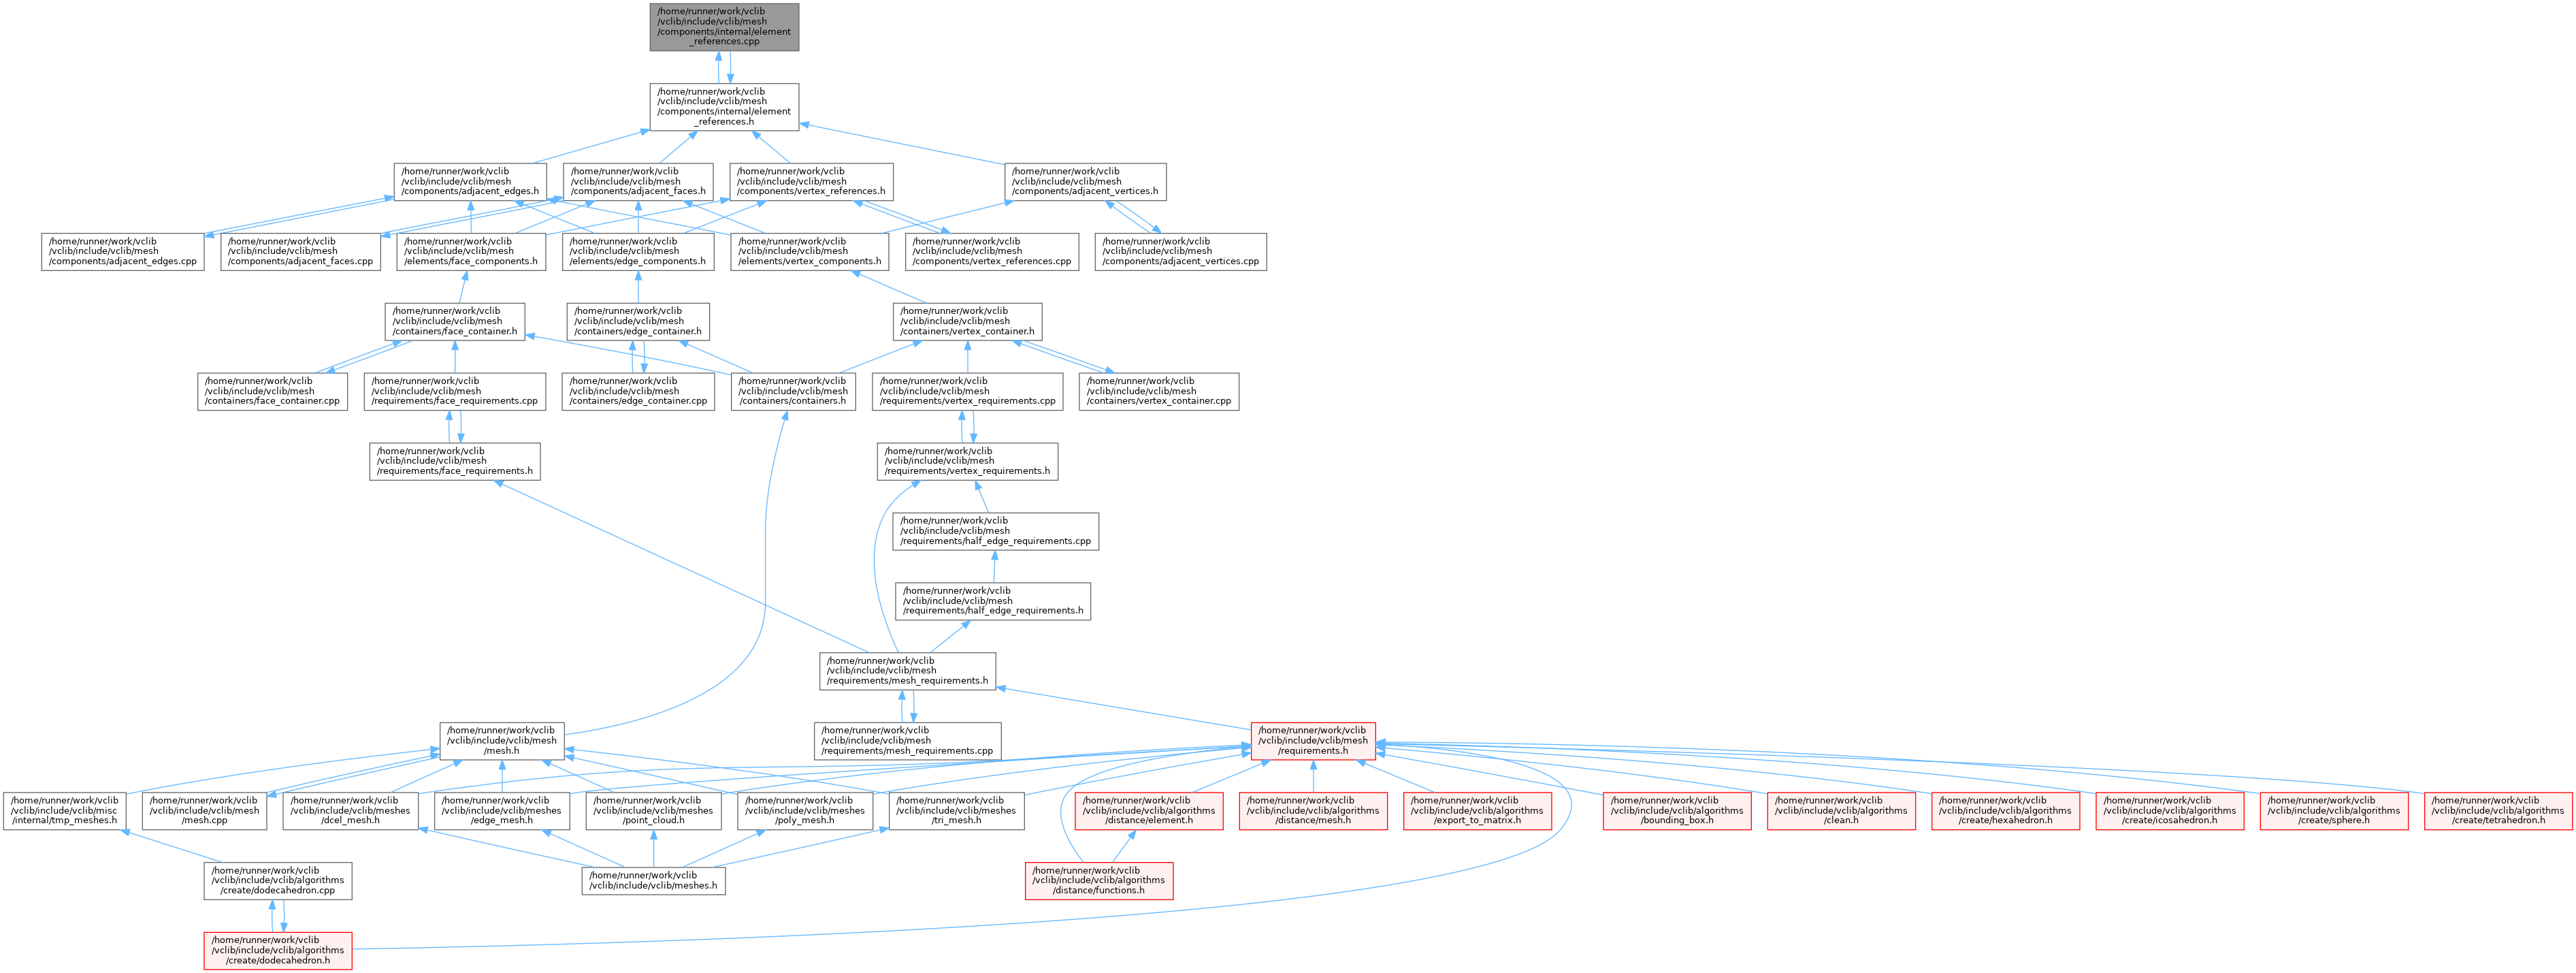 /home/runner/work/vclib
/vclib/include/vclib/mesh
/components/internal/element
_references.cpp
/home/runner/work/vclib
/vclib/include/vclib/mesh
/components/internal/element
_references.h
/home/runner/work/vclib
/vclib/include/vclib/mesh
/components/adjacent_edges.h
/home/runner/work/vclib
/vclib/include/vclib/mesh
/components/adjacent_faces.h
/home/runner/work/vclib
/vclib/include/vclib/mesh
/components/vertex_references.h
/home/runner/work/vclib
/vclib/include/vclib/mesh
/components/adjacent_vertices.h
/home/runner/work/vclib
/vclib/include/vclib/mesh
/components/adjacent_edges.cpp
/home/runner/work/vclib
/vclib/include/vclib/mesh
/components/adjacent_faces.cpp
/home/runner/work/vclib
/vclib/include/vclib/mesh
/elements/face_components.h
/home/runner/work/vclib
/vclib/include/vclib/mesh
/elements/edge_components.h
/home/runner/work/vclib
/vclib/include/vclib/mesh
/elements/vertex_components.h
/home/runner/work/vclib
/vclib/include/vclib/mesh
/components/vertex_references.cpp
/home/runner/work/vclib
/vclib/include/vclib/mesh
/components/adjacent_vertices.cpp
/home/runner/work/vclib
/vclib/include/vclib/mesh
/containers/face_container.h
/home/runner/work/vclib
/vclib/include/vclib/mesh
/containers/edge_container.h
/home/runner/work/vclib
/vclib/include/vclib/mesh
/containers/vertex_container.h
/home/runner/work/vclib
/vclib/include/vclib/mesh
/containers/face_container.cpp
/home/runner/work/vclib
/vclib/include/vclib/mesh
/requirements/face_requirements.cpp
/home/runner/work/vclib
/vclib/include/vclib/mesh
/containers/edge_container.cpp
/home/runner/work/vclib
/vclib/include/vclib/mesh
/containers/containers.h
/home/runner/work/vclib
/vclib/include/vclib/mesh
/requirements/vertex_requirements.cpp
/home/runner/work/vclib
/vclib/include/vclib/mesh
/containers/vertex_container.cpp
/home/runner/work/vclib
/vclib/include/vclib/mesh
/requirements/face_requirements.h
/home/runner/work/vclib
/vclib/include/vclib/mesh
/requirements/vertex_requirements.h
/home/runner/work/vclib
/vclib/include/vclib/mesh
/requirements/half_edge_requirements.cpp
/home/runner/work/vclib
/vclib/include/vclib/mesh
/requirements/half_edge_requirements.h
/home/runner/work/vclib
/vclib/include/vclib/mesh
/requirements/mesh_requirements.h
/home/runner/work/vclib
/vclib/include/vclib/mesh
/mesh.h
/home/runner/work/vclib
/vclib/include/vclib/mesh
/requirements/mesh_requirements.cpp
/home/runner/work/vclib
/vclib/include/vclib/mesh
/requirements.h
/home/runner/work/vclib
/vclib/include/vclib/misc
/internal/tmp_meshes.h
/home/runner/work/vclib
/vclib/include/vclib/mesh
/mesh.cpp
/home/runner/work/vclib
/vclib/include/vclib/meshes
/dcel_mesh.h
/home/runner/work/vclib
/vclib/include/vclib/meshes
/edge_mesh.h
/home/runner/work/vclib
/vclib/include/vclib/meshes
/point_cloud.h
/home/runner/work/vclib
/vclib/include/vclib/meshes
/poly_mesh.h
/home/runner/work/vclib
/vclib/include/vclib/meshes
/tri_mesh.h
/home/runner/work/vclib
/vclib/include/vclib/algorithms
/distance/element.h
/home/runner/work/vclib
/vclib/include/vclib/algorithms
/distance/mesh.h
/home/runner/work/vclib
/vclib/include/vclib/algorithms
/export_to_matrix.h
/home/runner/work/vclib
/vclib/include/vclib/algorithms
/bounding_box.h
/home/runner/work/vclib
/vclib/include/vclib/algorithms
/clean.h
/home/runner/work/vclib
/vclib/include/vclib/algorithms
/create/hexahedron.h
/home/runner/work/vclib
/vclib/include/vclib/algorithms
/create/icosahedron.h
/home/runner/work/vclib
/vclib/include/vclib/algorithms
/create/sphere.h
/home/runner/work/vclib
/vclib/include/vclib/algorithms
/create/tetrahedron.h
/home/runner/work/vclib
/vclib/include/vclib/algorithms
/create/dodecahedron.cpp
/home/runner/work/vclib
/vclib/include/vclib/meshes.h
/home/runner/work/vclib
/vclib/include/vclib/algorithms
/distance/functions.h
/home/runner/work/vclib
/vclib/include/vclib/algorithms
/create/dodecahedron.h